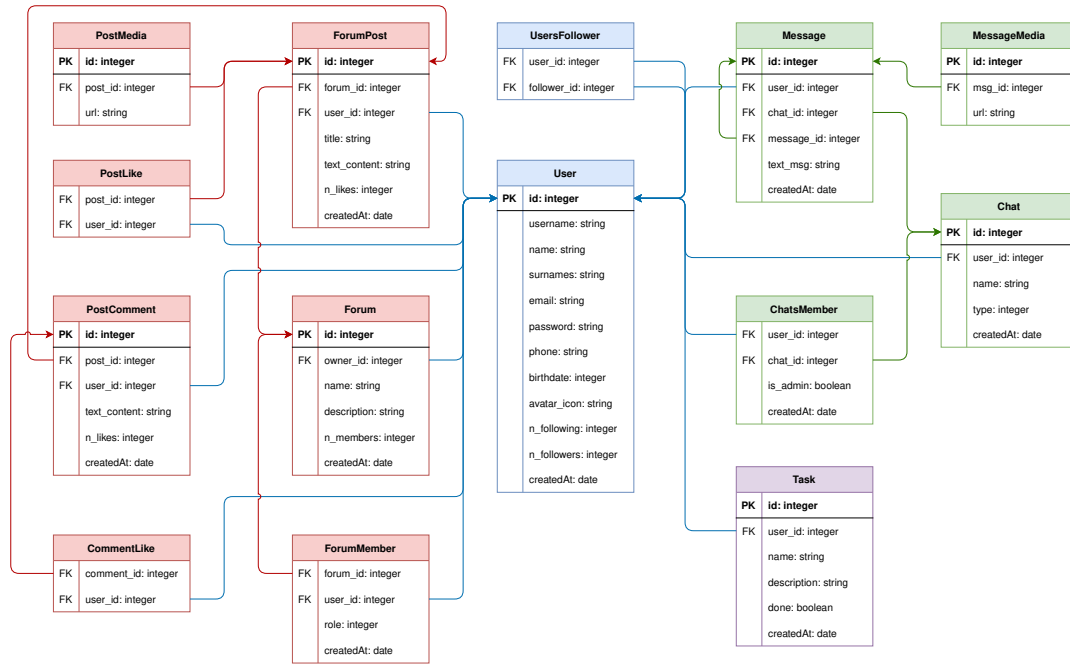 PostMedia
PK id: integer
FK post_id: integer
url: string
ForumPost
PK id: integer
FK forum_id: integer
FK user_id: integer
title: string
text_content: string
n_likes: integer
createdAt: date
UsersFollower
FK user_id: integer
FK follower_id: integer
Message
PK id: integer
FK user_id: integer
FK chat_id: integer
FK message_id: integer
text_msg: string
createdAt: date
MessageMedia
PK id: integer
FK msg_id: integer
url: string
PostLike
FK post_id: integer
FK user_id: integer
User
PK id: integer
username: string
name: string
surnames: string
email: string
password: string
phone: string
birthdate: integer
avatar_icon: string
n_following: integer
n_followers: integer
createdAt: date
Chat
PK id: integer
FK user_id: integer
name: string
type: integer
createdAt: date
PostComment
PK id: integer
FK post_id: integer
FK user_id: integer
text_content: string
n_likes: integer
createdAt: date
Forum
PK id: integer
FK owner_id: integer
name: string
description: string
n_members: integer
createdAt: date
ChatsMember
FK user_id: integer
FK chat_id: integer
is_admin: boolean
createdAt: date
Task
PK id: integer
FK user_id: integer
name: string
description: string
done: boolean
createdAt: date
CommentLike
FK comment_id: integer
FK user_id: integer
ForumMember
FK forum_id: integer
FK user_id: integer
role: integer
createdAt: date